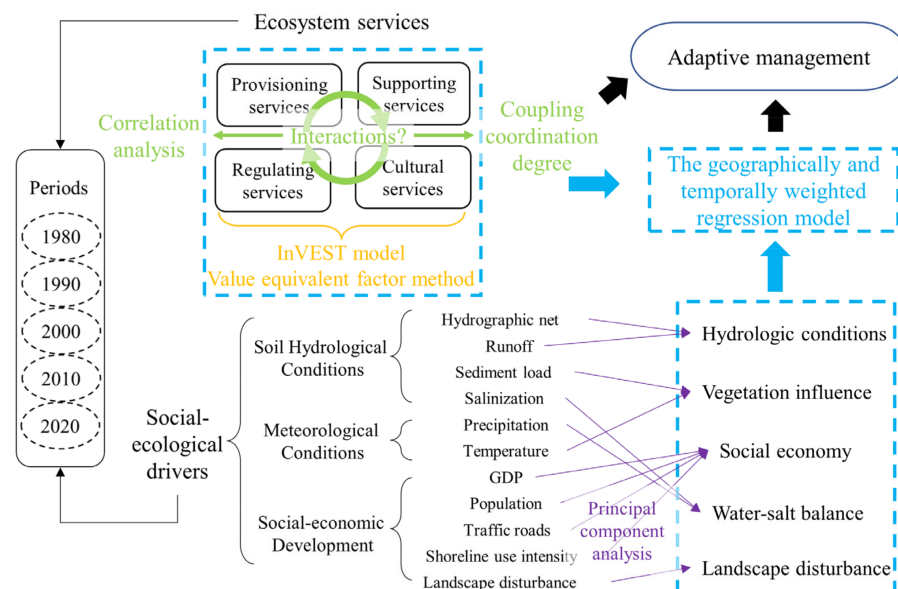 Ecosystem services
Provisioning
services
Supporting
services
Correlation
analysis
Interactions?
Coupling
coordination
degree
Regulating
services
Cultural
services
InVEST model
Value equivalent factor method
Adaptive management
The geographically and
temporally weighted
regression model
Periods
1980
1990
2000
2010
2020
Social-
ecological
drivers
Soil Hydrological
Conditions
Meteorological
Conditions
Social-economic
Development
Hydrographic net
Runoff
Sediment load
Salinization
Precipitation
Temperature
GDP
Population
Traffic roads
Shoreline use intensity
Landscape disturbance
Principal
component
analysis
Hydrologic conditions
Vegetation influence
Social economy
Water-salt balance
Landscape disturbance